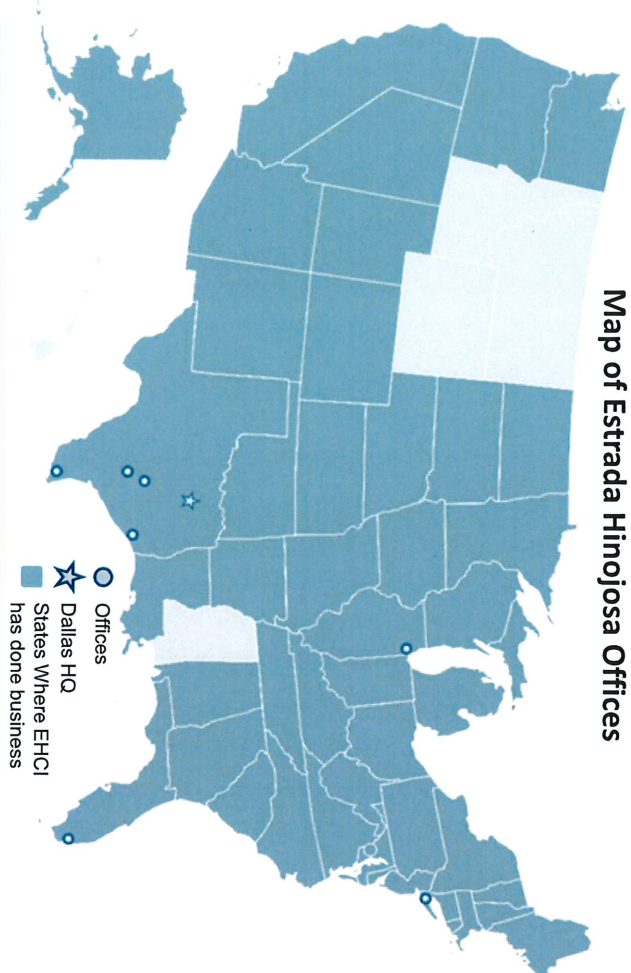 Map of Estrada Hinojosa Offices
Offices
Dallas HQ
States Where EHCI
has done business